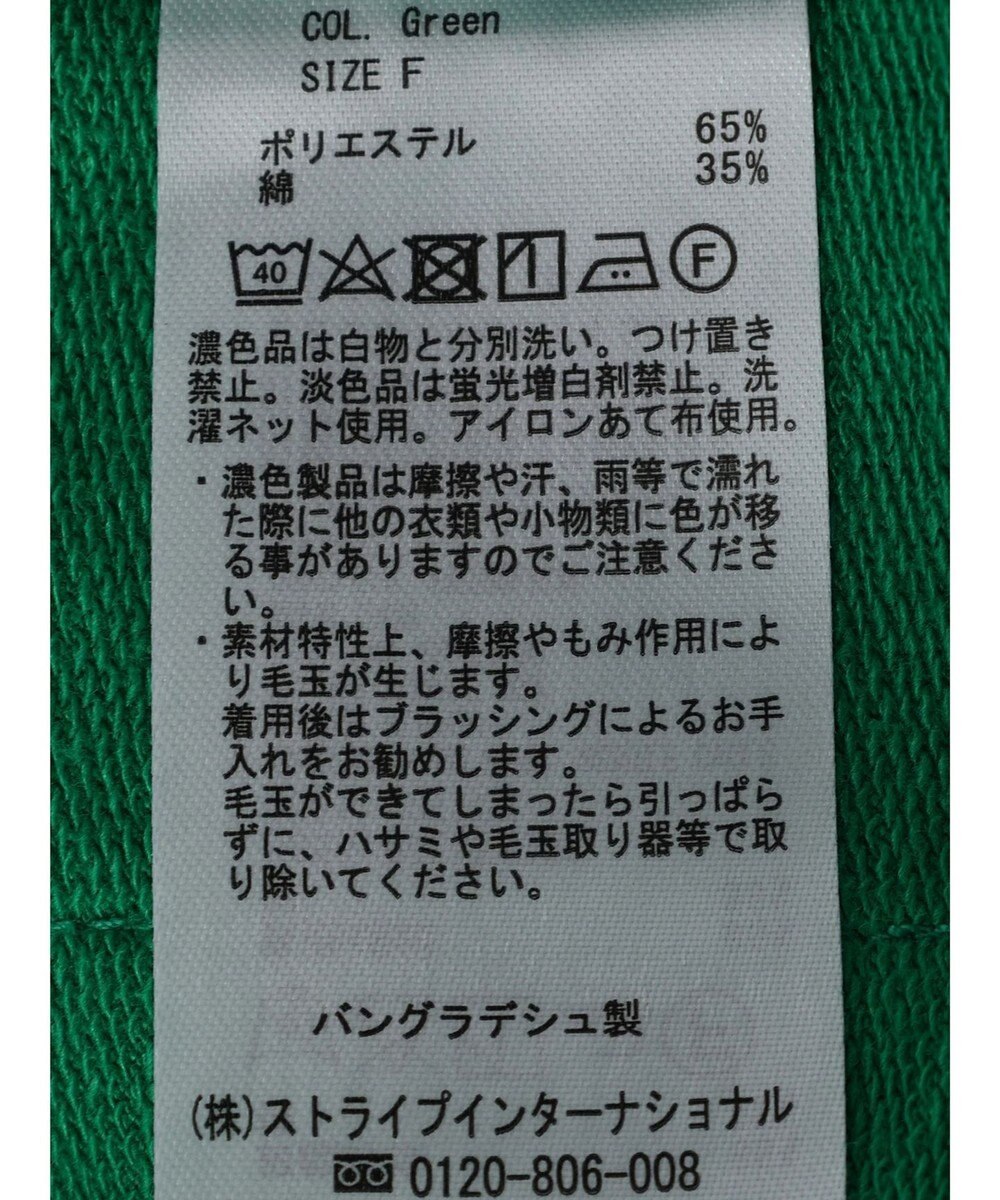 COL. Green
SIZE F
ポリエステル 65%
綿 35%
40 F
濃色品は白物と分別洗い。つけ置き
禁止。淡色品は蛍光増白剤禁止。洗
濯ネット使用。アイロンあて布使用。
・濃色製品は摩擦や汗、雨等で濡れ
た際に他の衣類や小物類に色が移
る事がありますのでご注意くださ
い。
・素材特性上、摩擦やもみ作用によ
り毛玉が生じます。
着用後はブラッシングによるお手
入れをお勧めします。
毛玉ができてしまったら引っぱら
ずに、ハサミや毛玉取り器等で取
り除いてください。
バングラデシュ製
(株)ストライプインターナショナル
0120-806-008